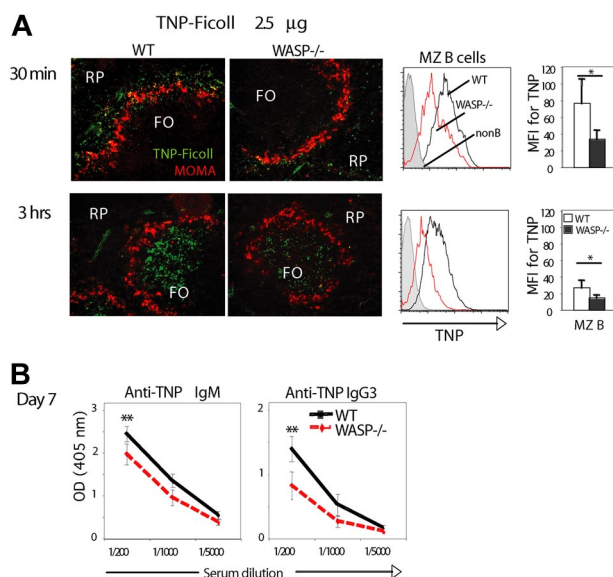 A
TNP-Ficoll 2.5 µg
WT
WASP-/-
MZ B cells
30 min
RP
FO
TNP-Ficoll
MOMA
FO
RP
WT
WASP-/-
nonB
MFI for TNP
120
100
80
60
40
20
0
*
3 hrs
RP
FO
RP
FO
TNP
MFI for TNP
120
100
80
60
40
20
0
WT
WASP-/-
*
MZ B
B
Day 7
Anti-TNP IgM
Anti-TNP IgG3
OD (405 nm)
3
2
1
0
**
1/200 1/1000 1/5000
2
1
0
**
WT
WASP-/-
1/200 1/1000 1/5000
Serum dilution